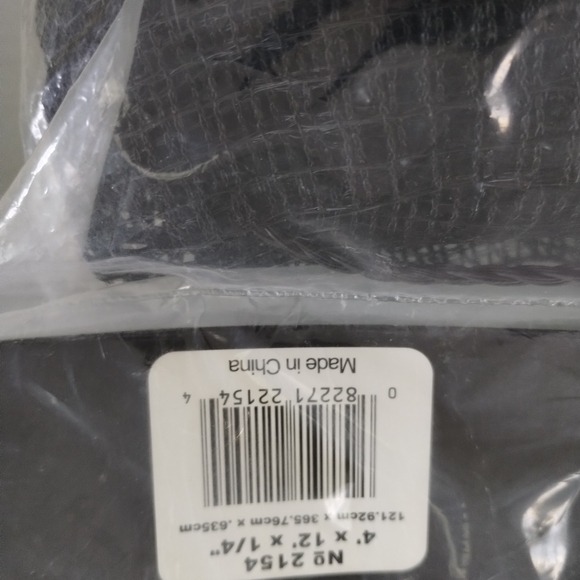 Nº 2154
4' x 12' x 1/4"
121.92cm x 365.76cm x .635cm
0 82271 22154 4
Made in China